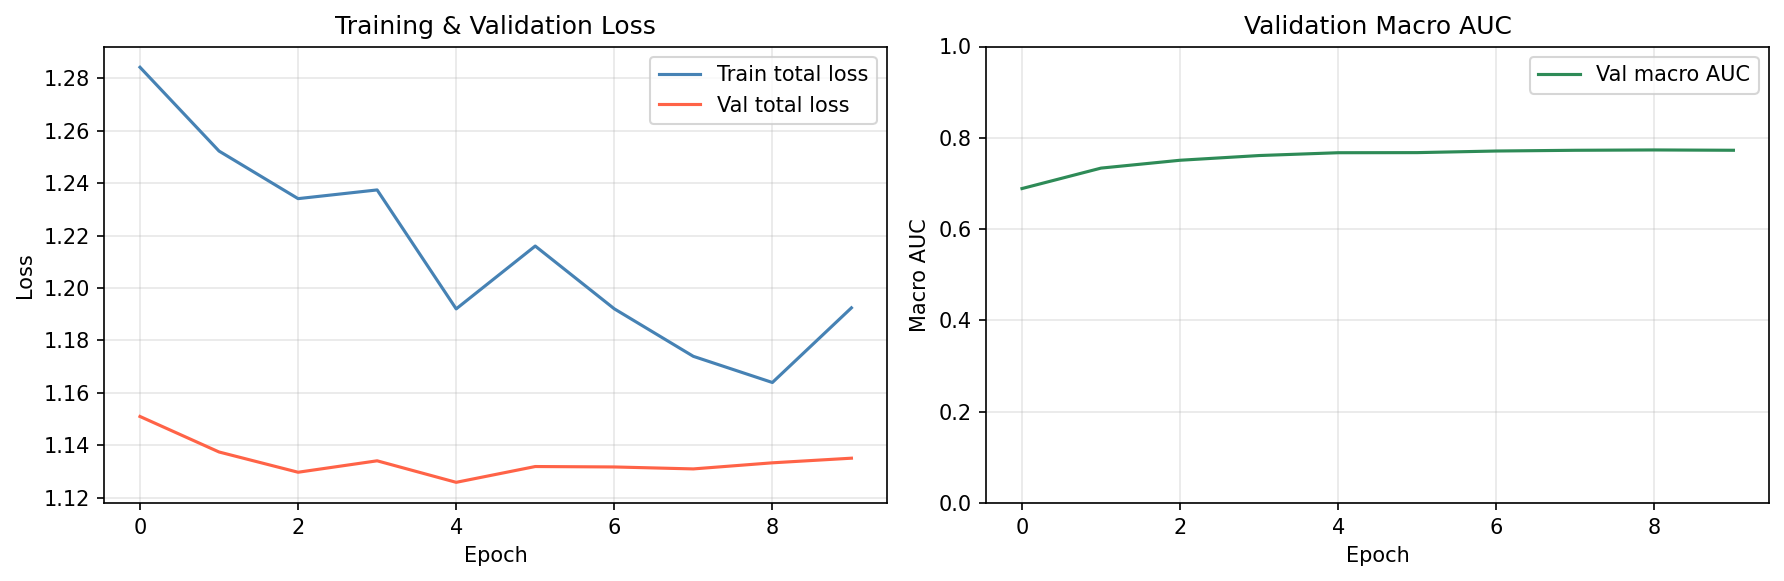 Training & Validation Loss
Train total loss
Val total loss
1.28
1.26
1.24
1.22
1.20
1.18
1.16
1.14
1.12
Loss
0 2 4 6 8
Epoch
Validation Macro AUC
Val macro AUC
1.0
0.8
0.6
0.4
0.2
0.0
Macro AUC
0 2 4 6 8
Epoch